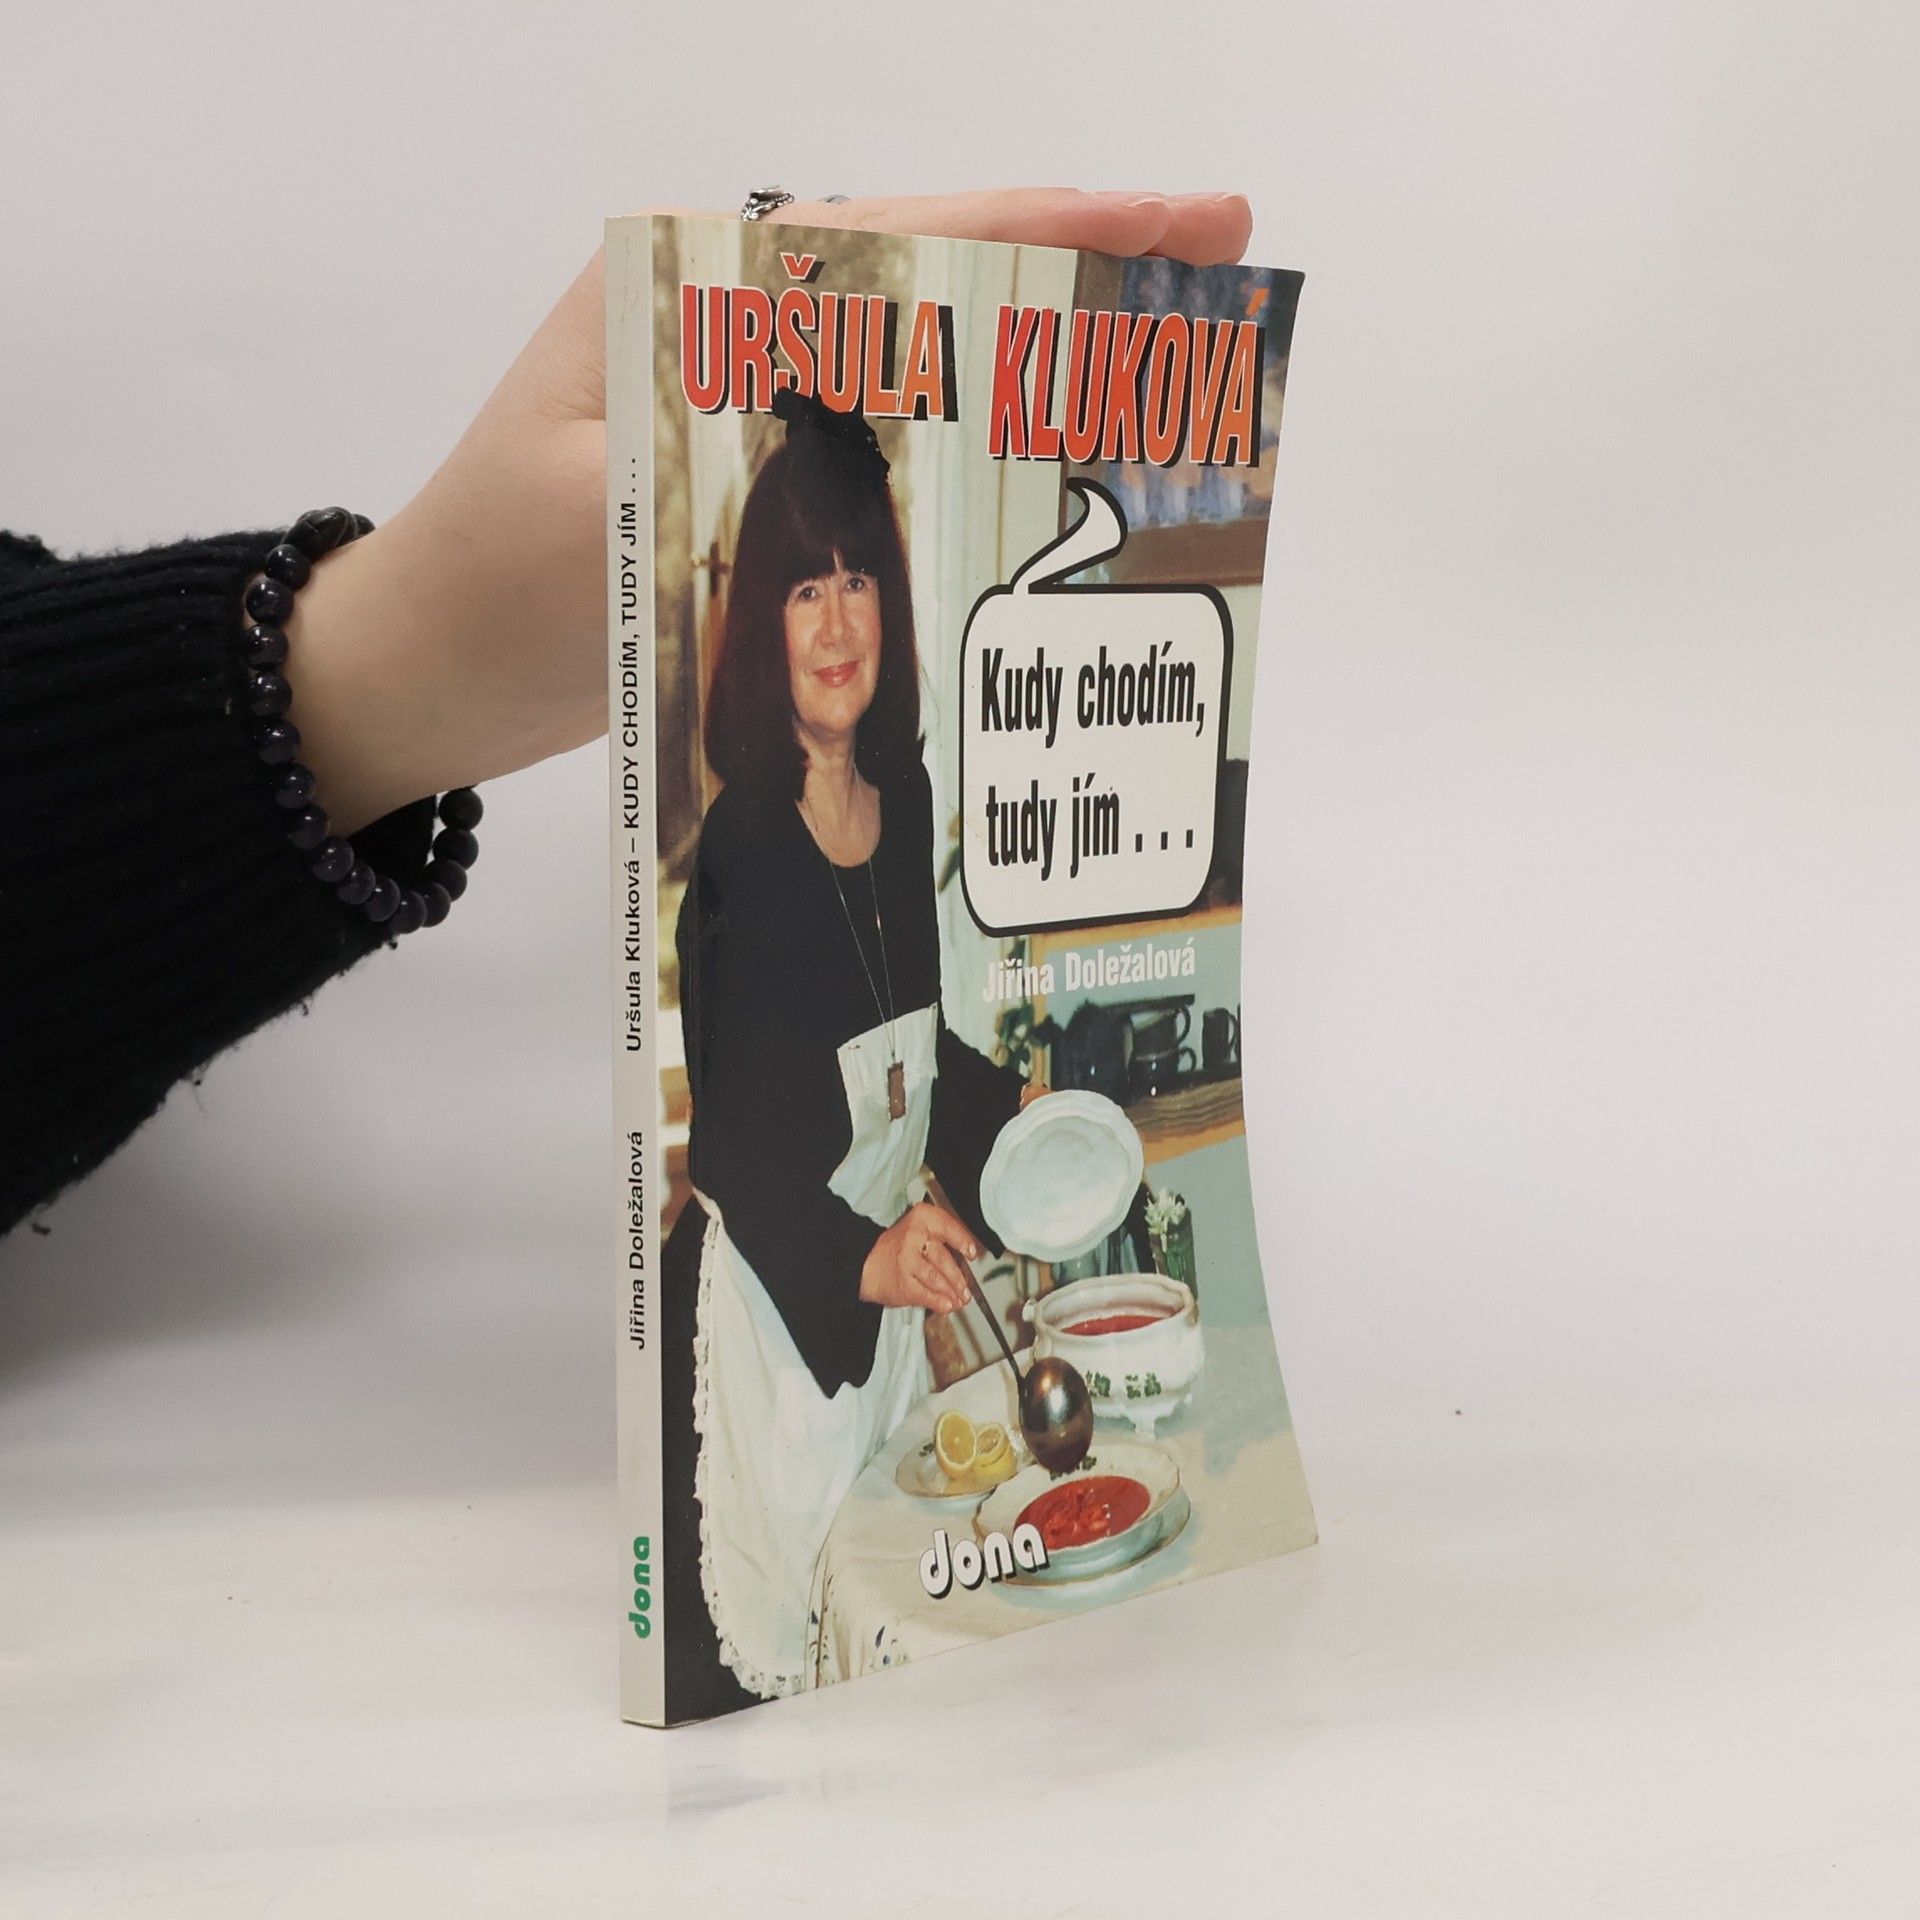 URŠULA KLUKOVÁ
Kudy chodím,
tudy jím . . .
Jiřina Doležalová
dona
Jiřina Doležalová Uršula Kluková – KUDY CHODÍM, TUDY JÍM . . .
dona